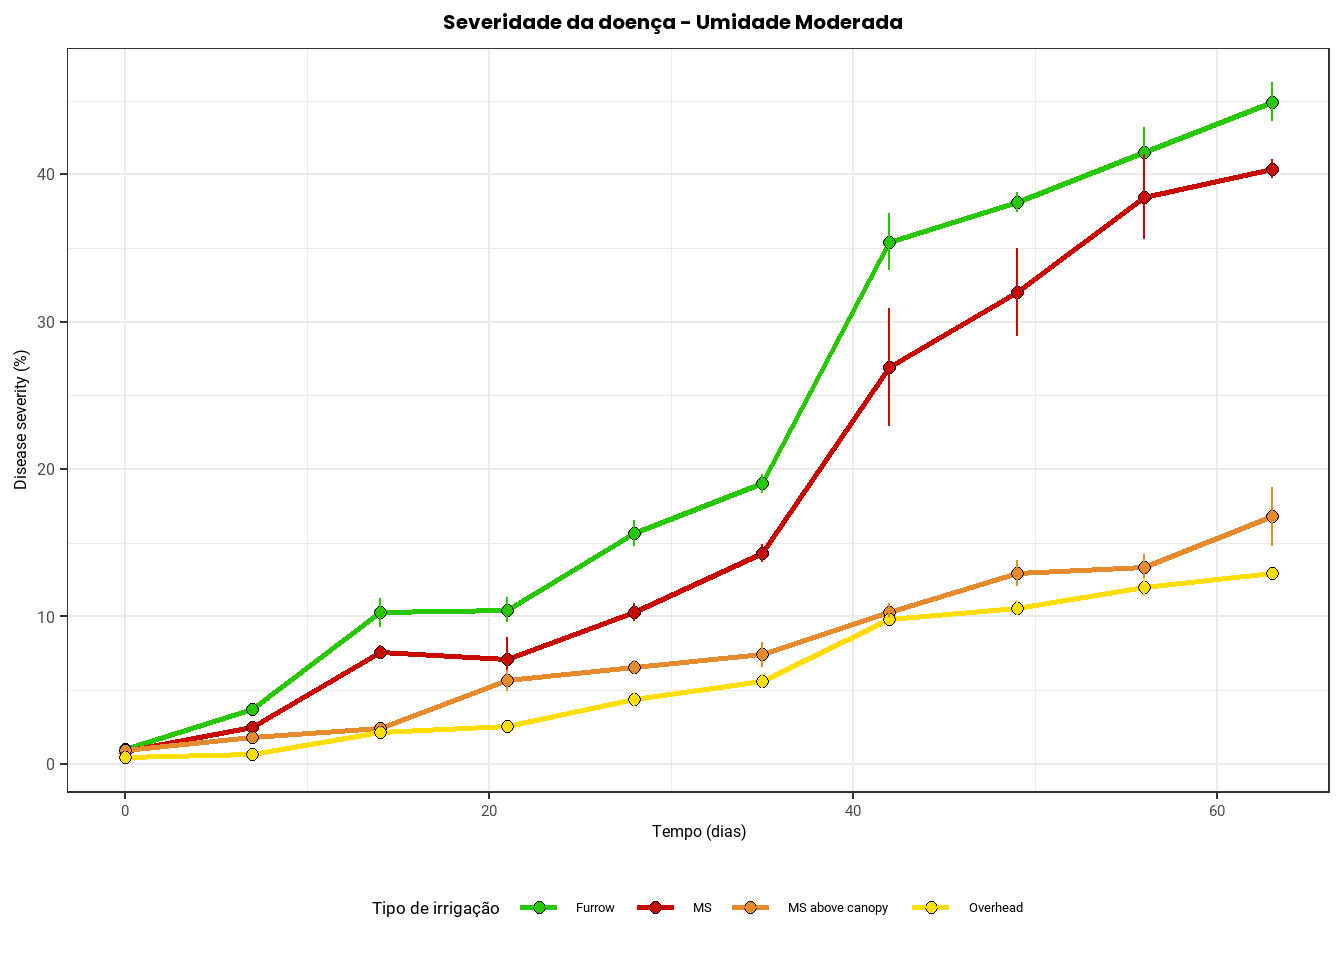 Severidade da doença - Umidade Moderada
Disease severity (%)
40
30
20
10
0
0 20 40 60
Tempo (dias)
Tipo de irrigação Furrow MS MS above canopy Overhead